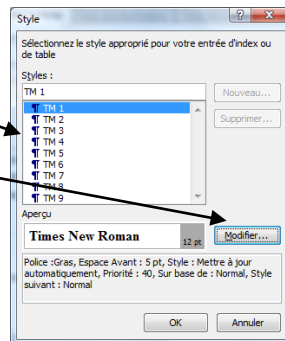 Style
Sélectionnez le style approprié pour votre entrée d'index ou
de table
Styles :
TM 1
Nouveau...
Supprimer...
TM 1
TM 2
TM 3
TM 4
TM 5
TM 6
TM 7
TM 8
TM 9
Aperçu
Times New Roman
12 pt
Modifier...
Police :Gras, Espace Avant : 5 pt, Style : Mettre à jour
automatiquement, Priorité : 40, Sur base de : Normal, Style
suivant : Normal
OK
Annuler